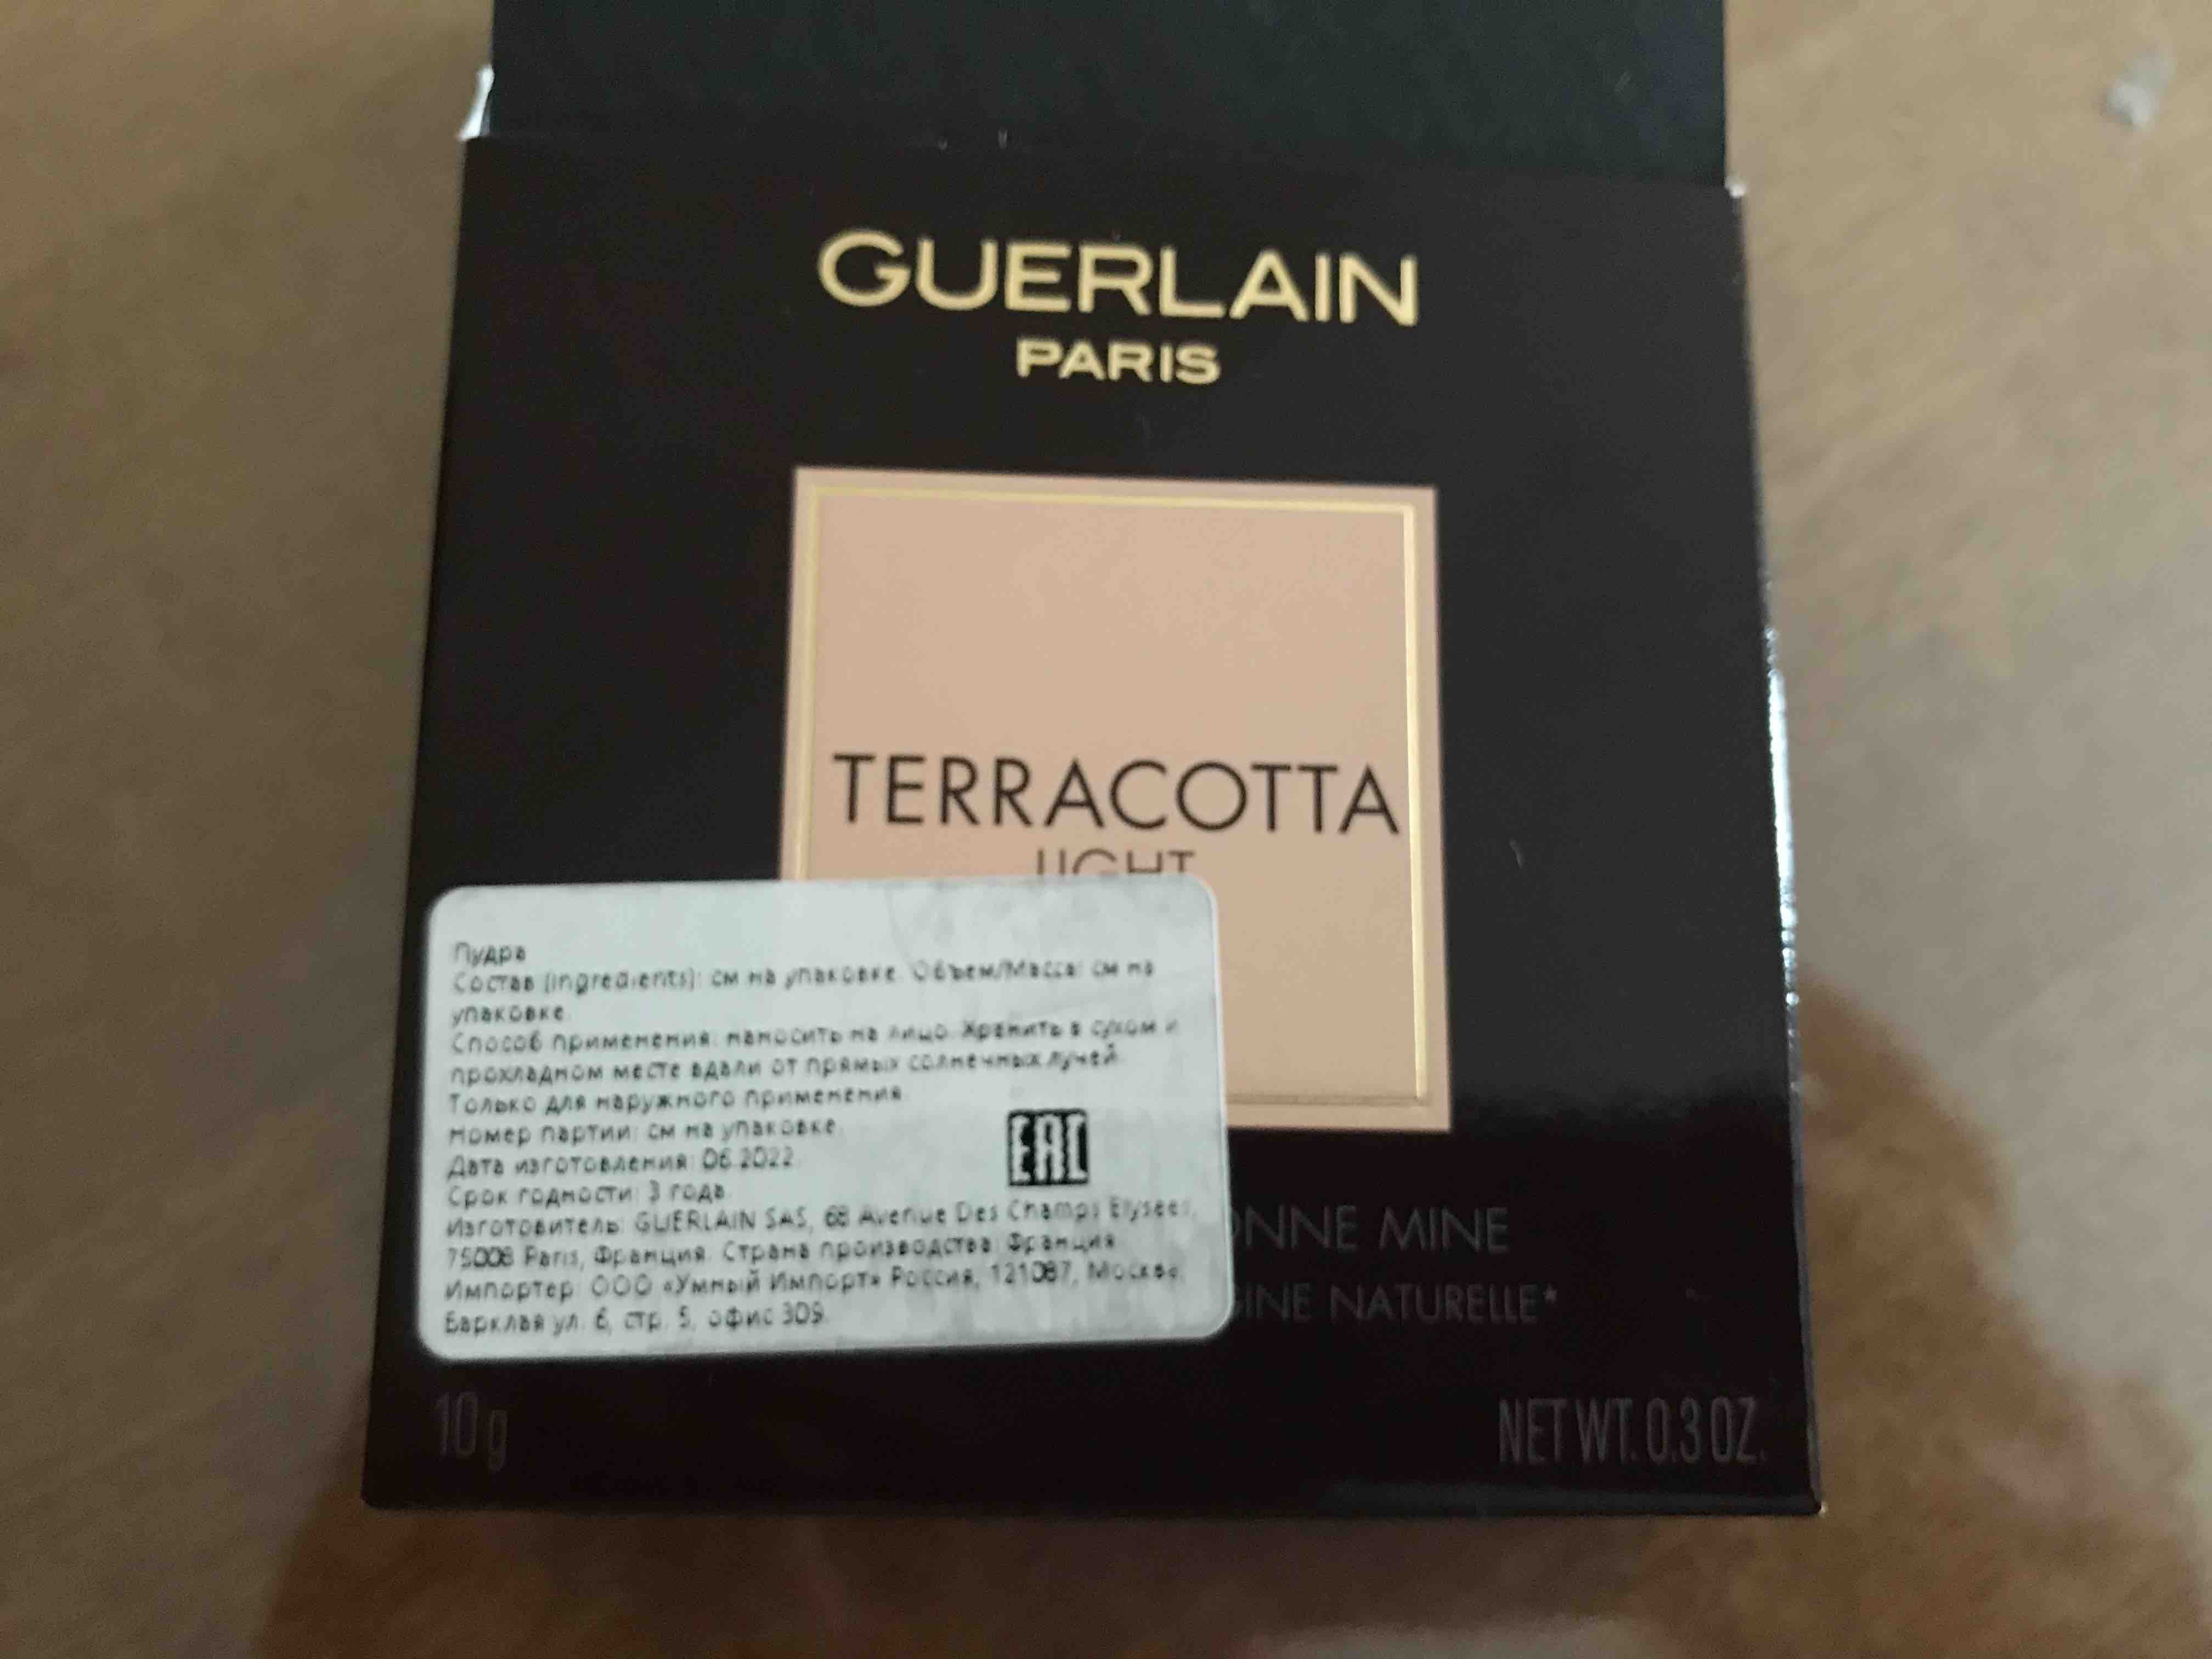 GUERLAIN
PARIS
TERRACOTTA
LIGHT
Пудра
Состав (ingredients): см на упаковке. Объем/Масса: см на
упаковке.
Способ применения: наносить на лицо. Хранить в сухом и
прохладном месте вдали от прямых солнечных лучей.
Только для наружного применения.
Номер партии: см на упаковке.
Дата изготовления: 06.2022.
Срок годности: 3 года.
Изготовитель: GUERLAIN SAS, 68 Avenue Des Champs Elysees,
75008 Paris, Франция. Страна производства: Франция.
Импортер: ООО «Умный Импорт» Россия, 121087, Москва,
Барклая ул. 6, стр. 5, офис 309.
EAC
MINE
NATURELLE*
10 g
NET WT. 0.3 OZ.